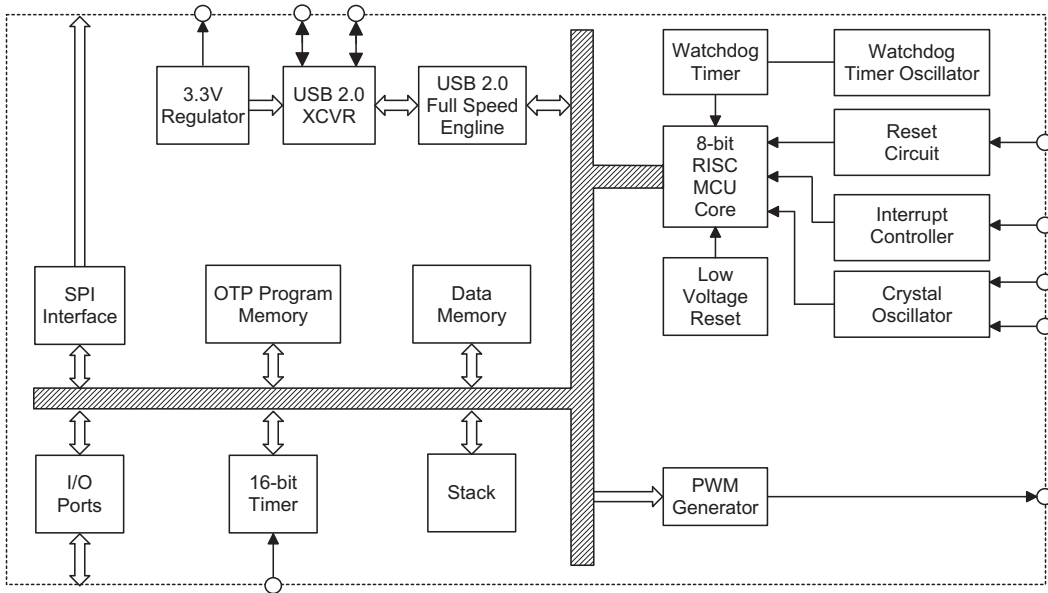 3.3V
Regulator
USB 2.0
XCVR
USB 2.0
Full Speed
Engline
Watchdog
Timer
Watchdog
Timer Oscillator
8-bit
RISC
MCU
Core
Reset
Circuit
Interrupt
Controller
Low
Voltage
Reset
Crystal
Oscillator
SPI
Interface
OTP Program
Memory
Data
Memory
I/O
Ports
16-bit
Timer
Stack
PWM
Generator